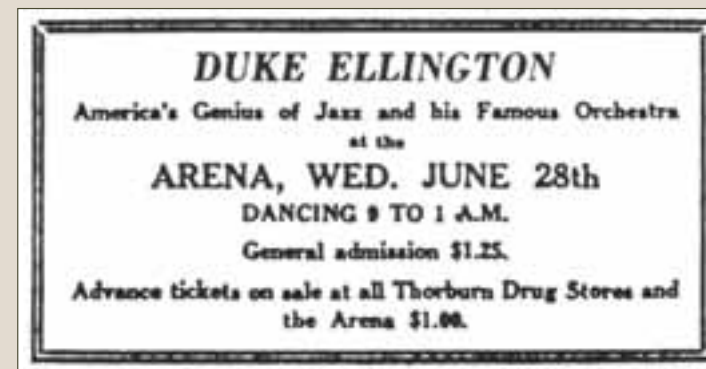 DUKE ELLINGTON
America's Genius of Jazz and his Famous Orchestra
at the
ARENA, WED. JUNE 28th
DANCING 9 TO 1 A.M.
General admission $1.25.
Advance tickets on sale at all Thorburn Drug Stores and
the Arena $1.00.